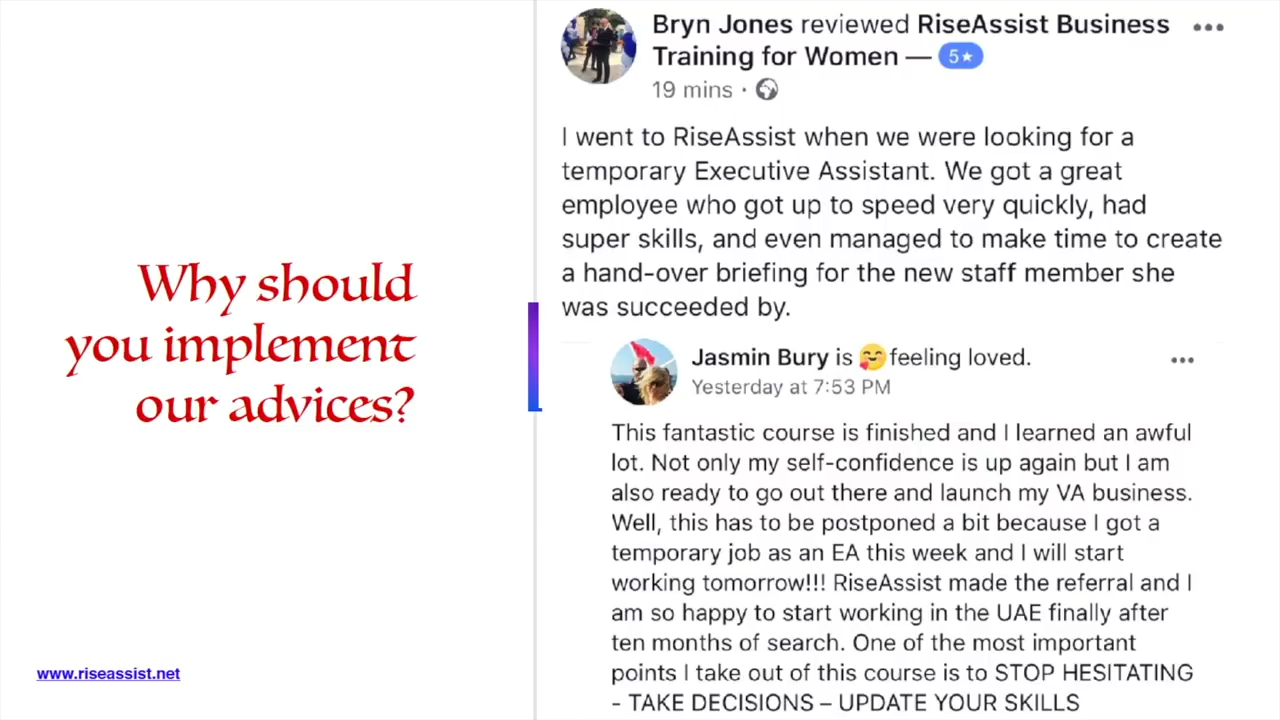 Why should
you implement
our advices?
www.riseassist.net
Bryn Jones reviewed RiseAssist Business
Training for Women — 5★
19 mins ·
I went to RiseAssist when we were looking for a
temporary Executive Assistant. We got a great
employee who got up to speed very quickly, had
super skills, and even managed to make time to create
a hand-over briefing for the new staff member she
was succeeded by.
Jasmin Bury is 🥰 feeling loved.
Yesterday at 7:53 PM
This fantastic course is finished and I learned an awful
lot. Not only my self-confidence is up again but I am
also ready to go out there and launch my VA business.
Well, this has to be postponed a bit because I got a
temporary job as an EA this week and I will start
working tomorrow!!! RiseAssist made the referral and I
am so happy to start working in the UAE finally after
ten months of search. One of the most important
points I take out of this course is to STOP HESITATING
- TAKE DECISIONS – UPDATE YOUR SKILLS